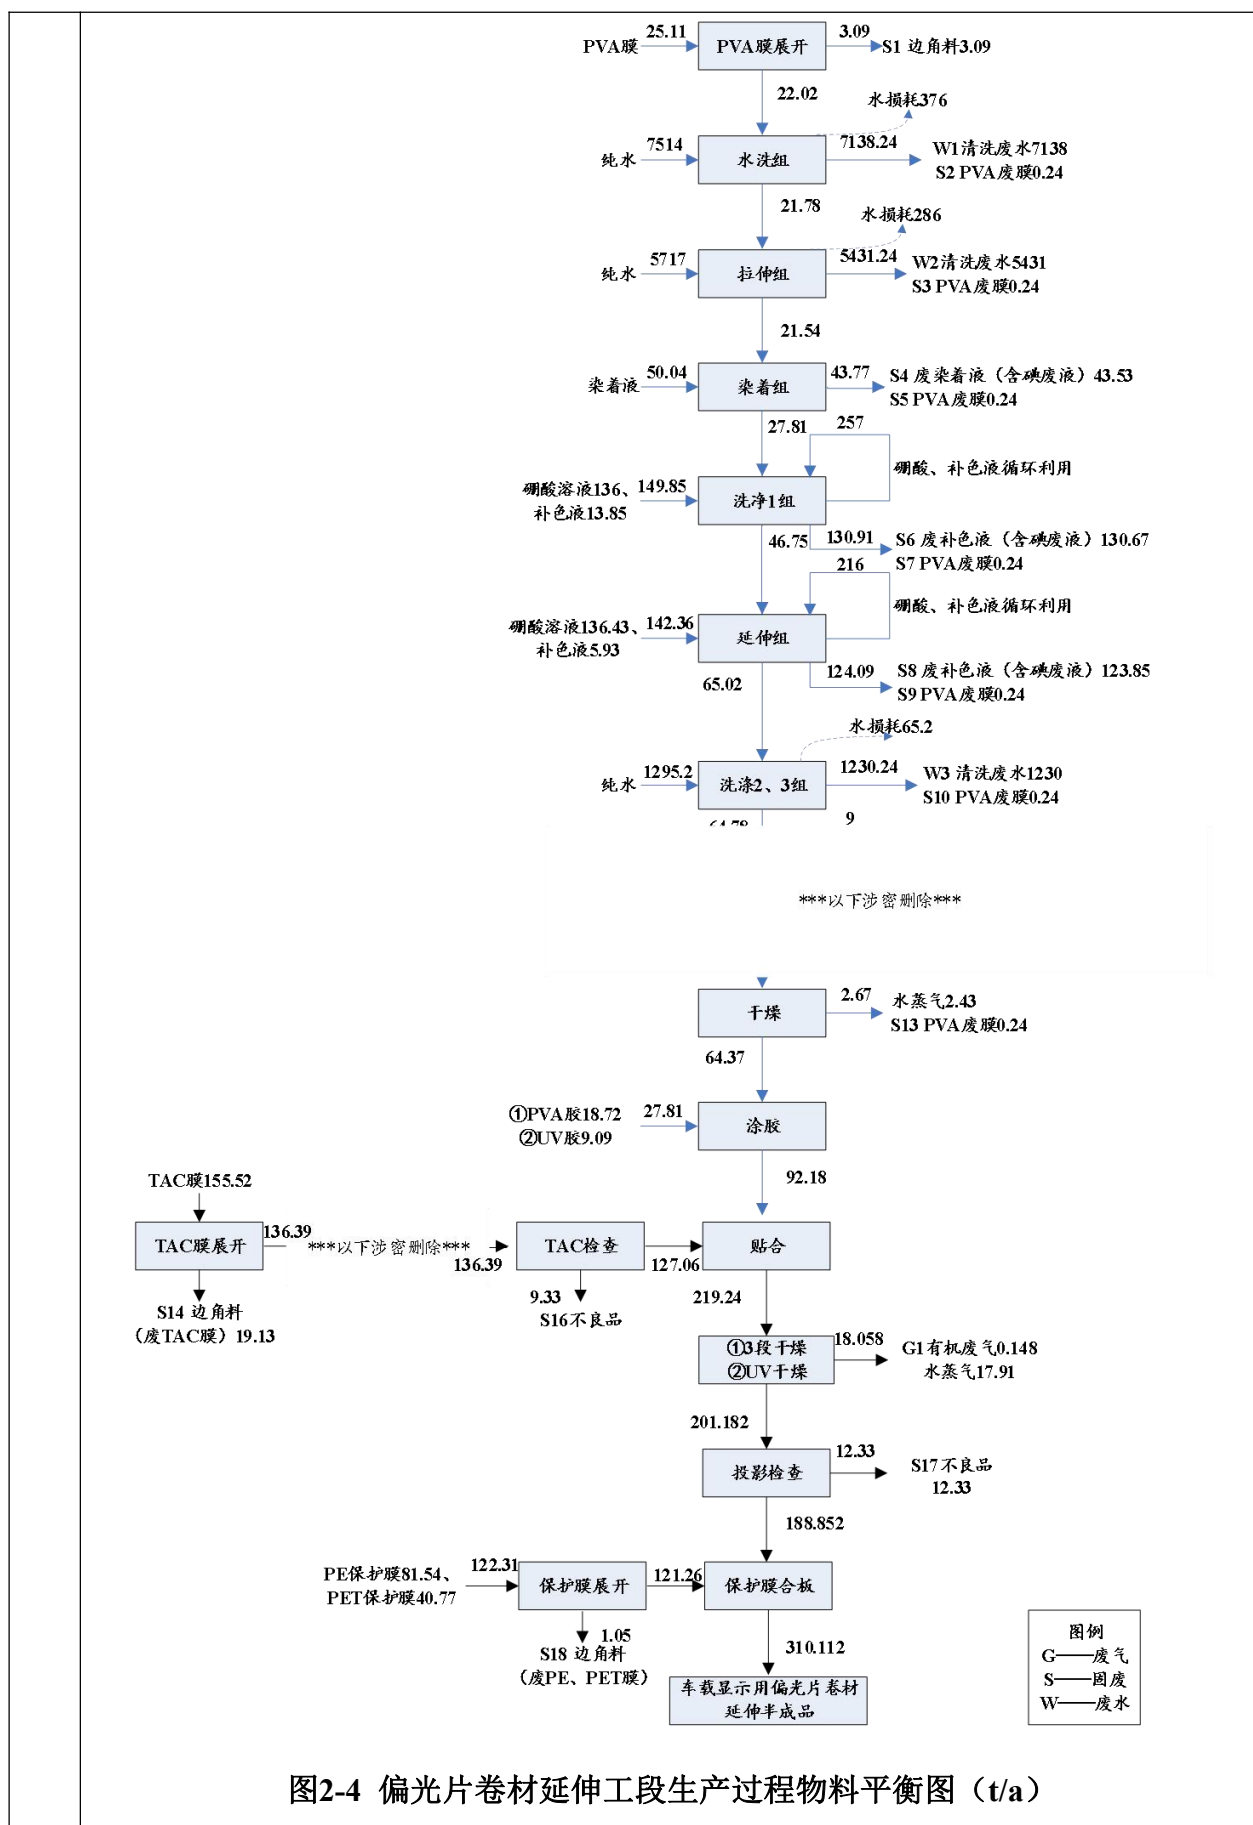 25.11
3.09
PVA膜
PVA膜展开
S1 边角料3.09
22.02
水损耗376
7514
7138.24
纯水
水洗组
W1清洗废水7138
S2 PVA废膜0.24
21.78
水损耗286
5717
5431.24
纯水
拉伸组
W2清洗废水5431
S3 PVA废膜0.24
21.54
50.04
43.77
染着液
染着组
S4 废染着液（含碘废液）43.53
S5 PVA废膜0.24
27.81
257
硼酸、补色液循环利用
硼酸溶液136、
补色液13.85
149.85
洗净1组
46.75
130.91
S6 废补色液（含碘废液）130.67
S7 PVA废膜0.24
216
硼酸、补色液循环利用
硼酸溶液136.43、
补色液5.93
142.36
延伸组
65.02
124.09
S8 废补色液（含碘废液）123.85
S9 PVA废膜0.24
水损耗65.2
1295.2
1230.24
纯水
洗涤2、3组
W3 清洗废水1230
S10 PVA废膜0.24
64.78
9
***以下涉密删除***
2.67
干燥
水蒸气2.43
S13 PVA废膜0.24
64.37
①PVA胶18.72
②UV胶9.09
27.81
涂胶
92.18
TAC膜155.52
TAC膜展开
136.39
***以下涉密删除***
136.39
TAC检查
127.06
贴合
S14 边角料
（废TAC膜）19.13
9.33
S16不良品
219.24
①3段干燥
②UV干燥
18.058
G1有机废气0.148
水蒸气17.91
201.182
12.33
投影检查
S17不良品
12.33
188.852
PE保护膜81.54、
PET保护膜40.77
122.31
保护膜展开
121.26
保护膜合板
1.05
S18 边角料
（废PE、PET膜）
310.112
车载显示用偏光片卷材
延伸半成品
图例
G——废气
S——固废
W——废水
图2-4 偏光片卷材延伸工段生产过程物料平衡图（t/a）